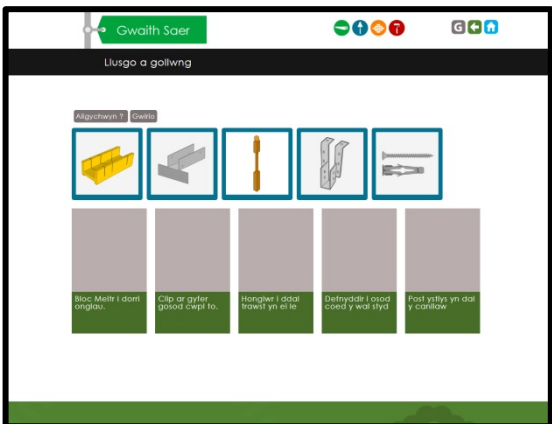 Gwaith Saer
G
Llusgo a gollwng
Ailgychwyn ?
Gwirio
Bloc Meitr i dorri
onglau.
Clip ar gyfer
gosod cwpl to.
Hongiwr i ddal
trawst yn ei le
Defnyddir i osod
coed y wal styd
Post ystlys yn dal
y canllaw